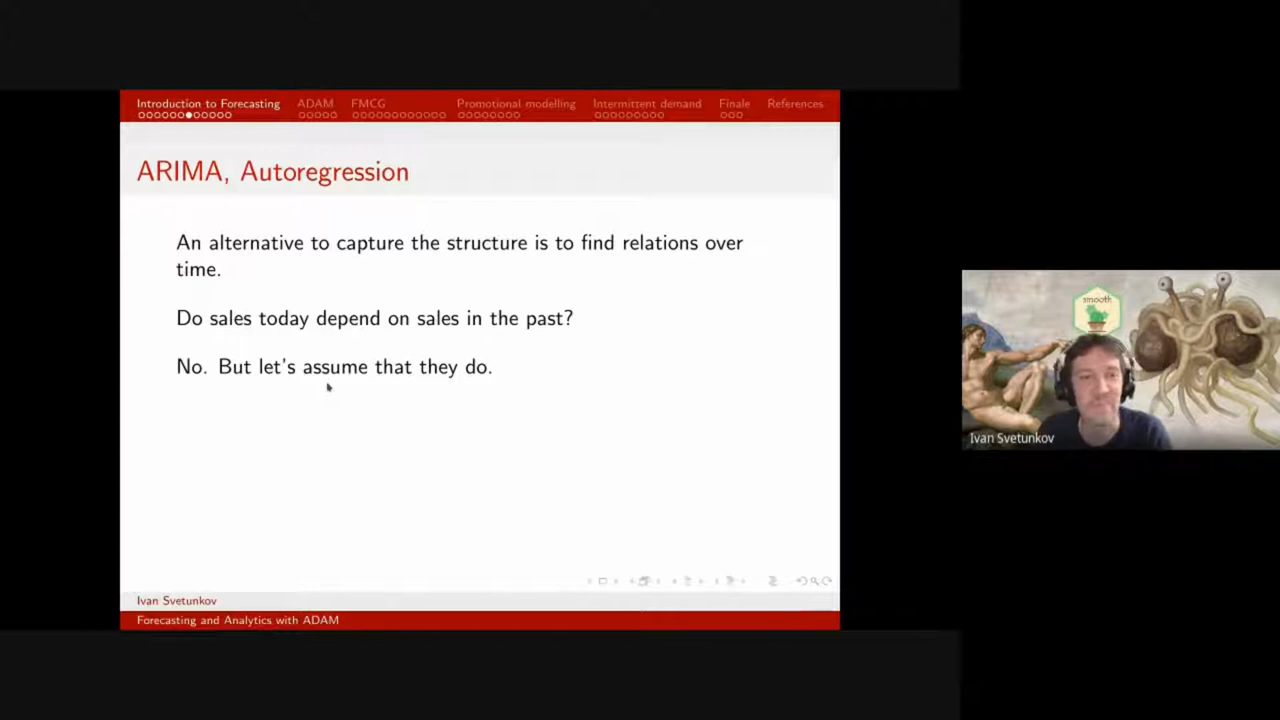 Introduction to Forecasting ADAM FMCG Promotional modelling Intermittent demand Finale References
ARIMA, Autoregression
An alternative to capture the structure is to find relations over
time.
Do sales today depend on sales in the past?
No. But let's assume that they do.
smooth
Ivan Svetunkov
Ivan Svetunkov
Forecasting and Analytics with ADAM